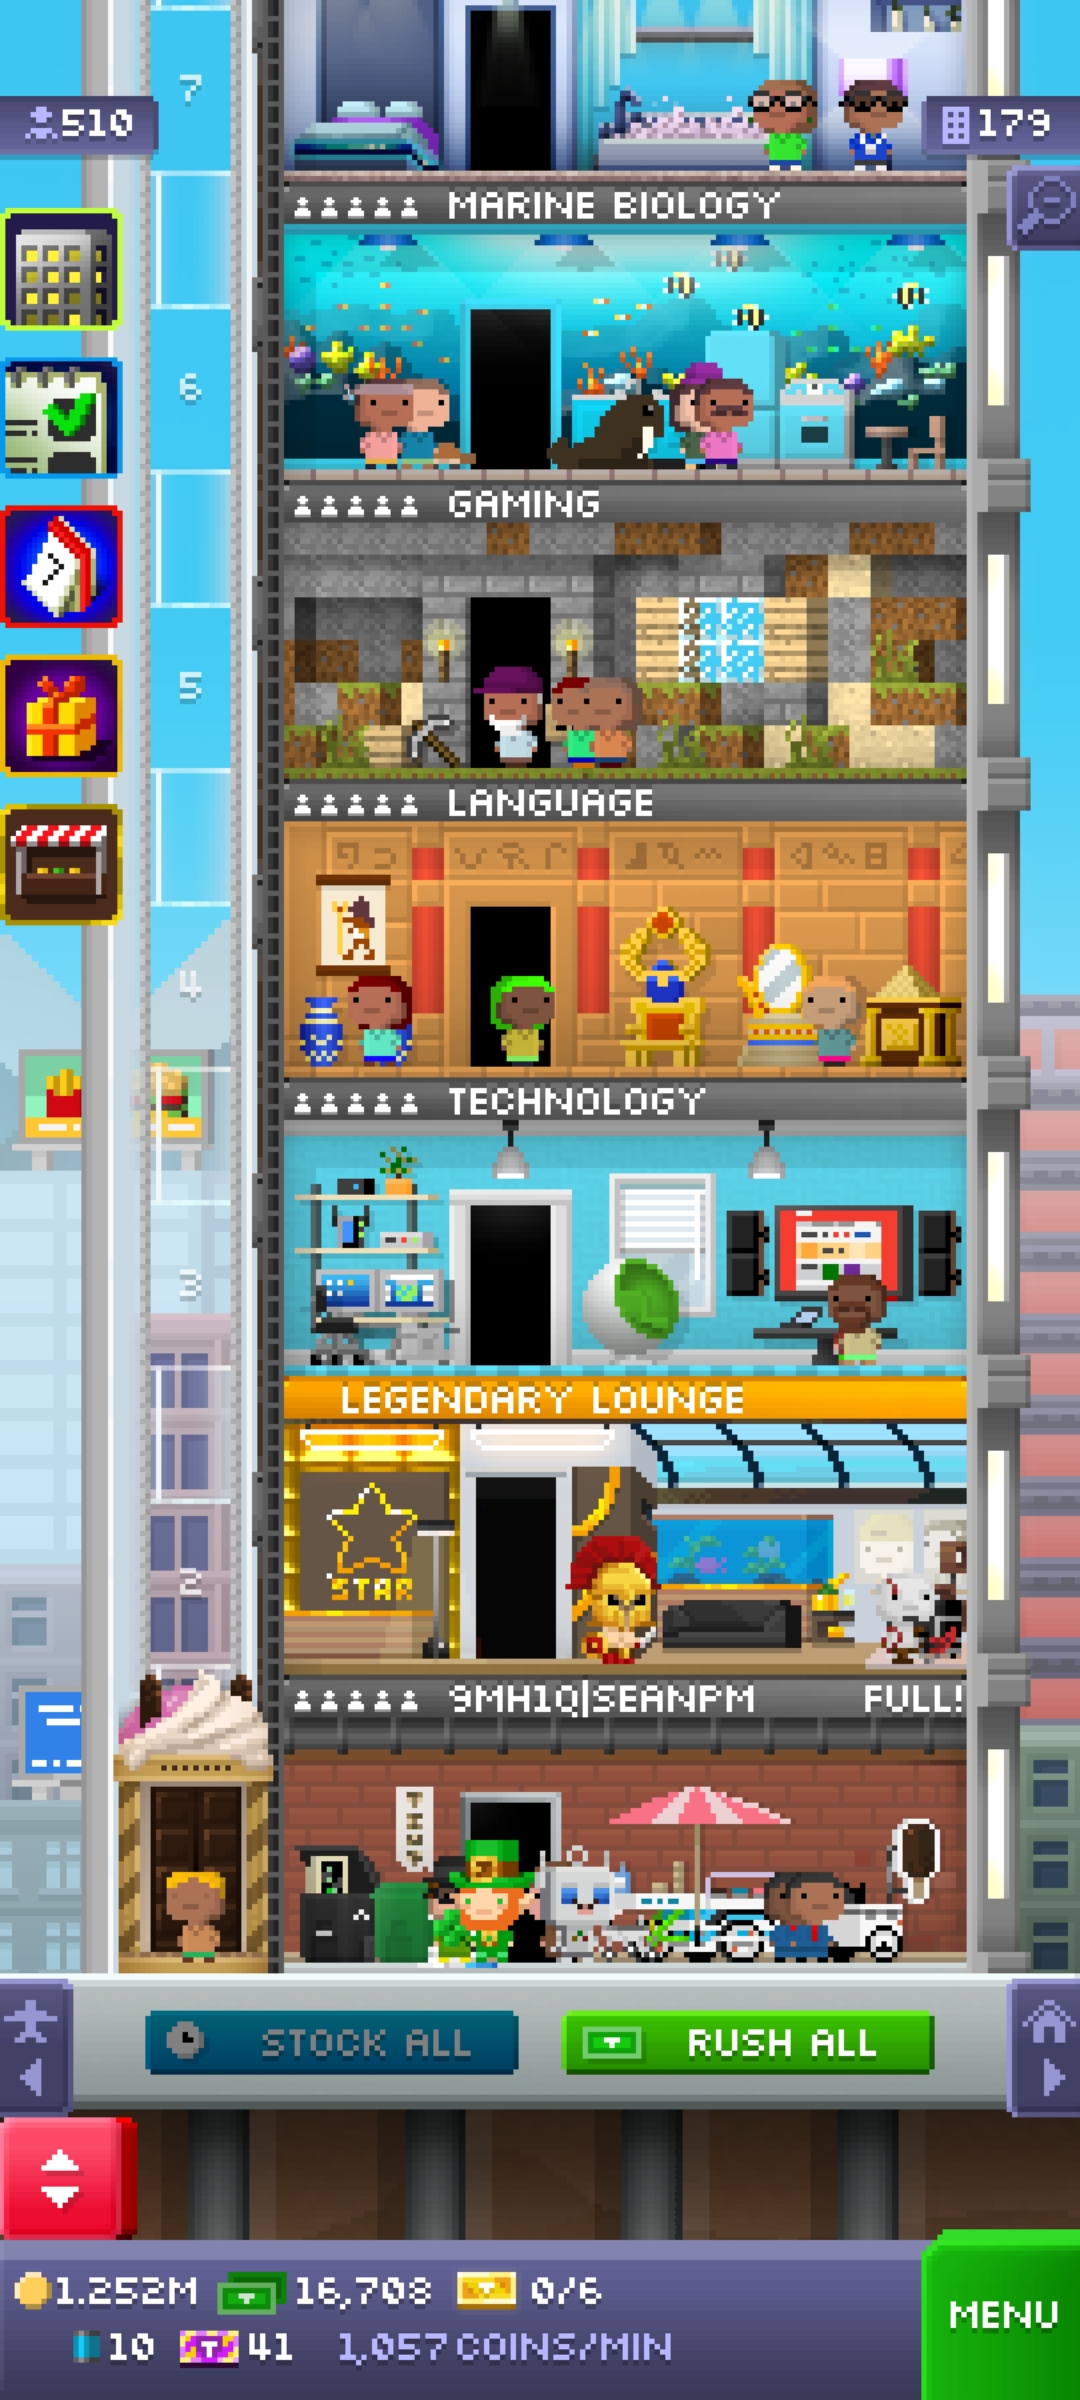 7
510
179
MARINE BIOLOGY
6
GAMING
5
LANGUAGE
4
TECHNOLOGY
3
LEGENDARY LOUNGE
STAR
2
9MH1Q|SEANPM FULL!
STOCK ALL
RUSH ALL
1.252M 16,708 0/6
10 41 1,057 COINS/MIN
MENU